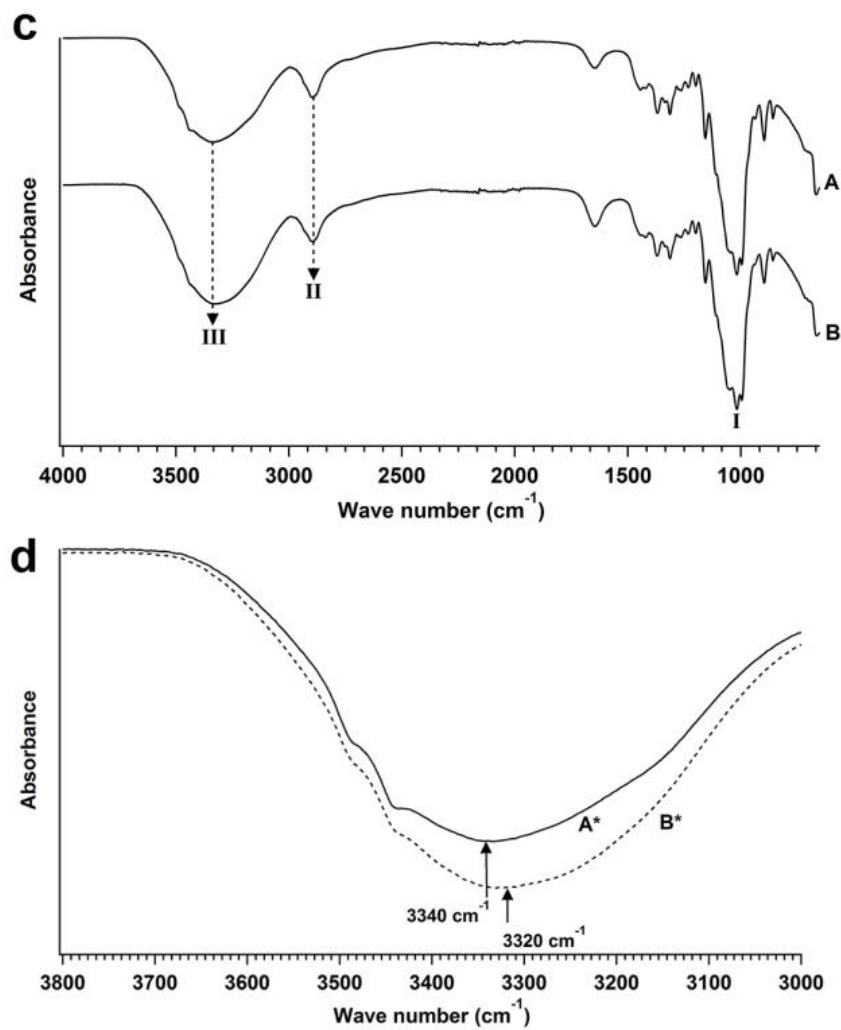 c
Absorbance
A
B
III
II
I
4000 3500 3000 2500 2000 1500 1000
Wave number (cm⁻¹)
d
Absorbance
A* B*
3340 cm⁻¹
3320 cm⁻¹
3800 3700 3600 3500 3400 3300 3200 3100 3000
Wave number (cm⁻¹)